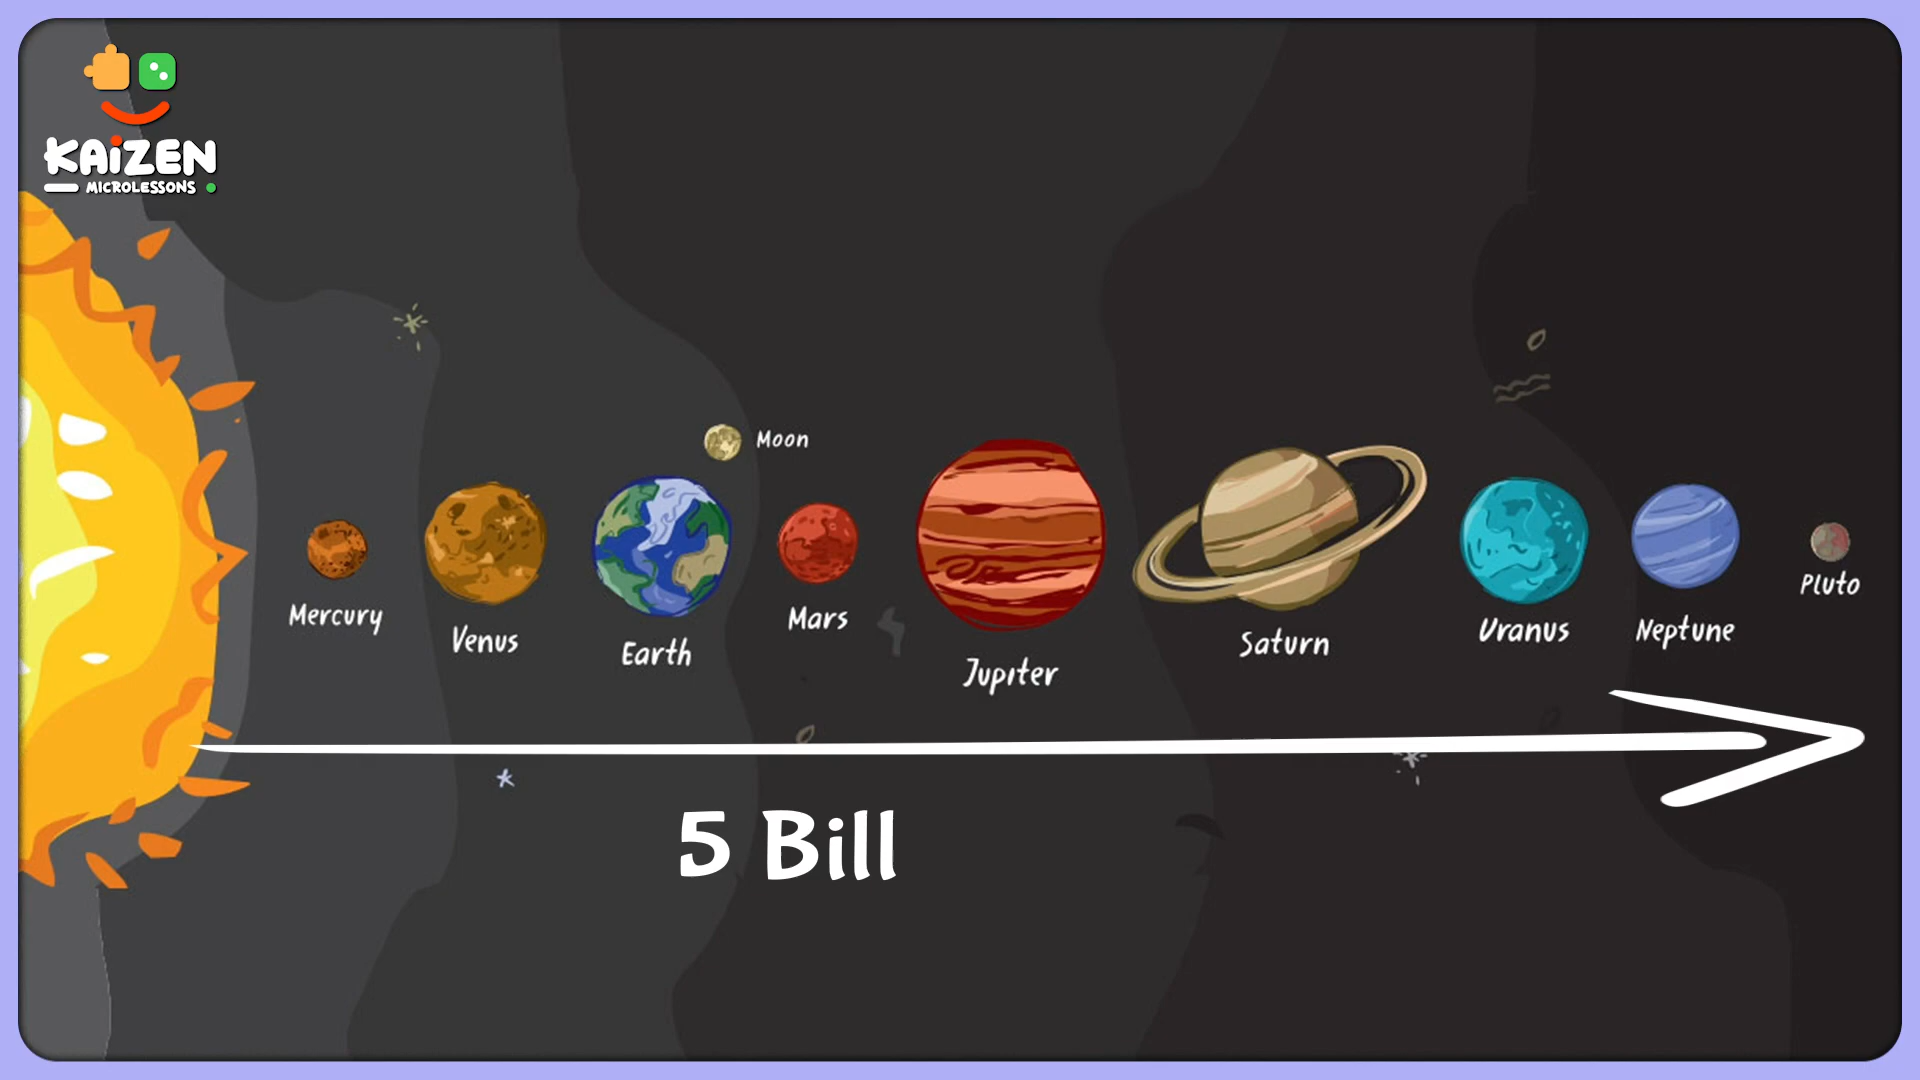 KAiZEN
MICROLESSONS
Moon
Mercury
Venus
Earth
Mars
Jupiter
Saturn
Uranus
Neptune
Pluto
5 Bill